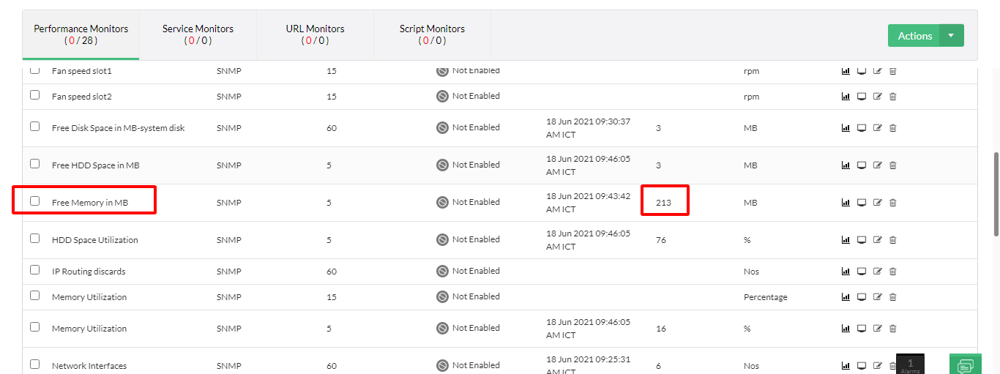 Performance Monitors Service Monitors URL Monitors Script Monitors
( 0 / 28 ) ( 0 / 0 ) ( 0 / 0 ) ( 0 / 0 ) Actions
Fan speed slot1 SNMP 15 Not Enabled rpm
Fan speed slot2 SNMP 15 Not Enabled rpm
Free Disk Space in MB-system disk SNMP 60 Not Enabled 18 Jun 2021 09:30:37 AM ICT 3 MB
Free HDD Space in MB SNMP 5 Not Enabled 18 Jun 2021 09:46:05 AM ICT 3 MB
Free Memory in MB SNMP 5 Not Enabled 18 Jun 2021 09:43:42 AM ICT 213 MB
HDD Space Utilization SNMP 5 Not Enabled 18 Jun 2021 09:46:05 AM ICT 76 %
IP Routing discards SNMP 60 Not Enabled Nos
Memory Utilization SNMP 15 Not Enabled Percentage
Memory Utilization SNMP 5 Not Enabled 18 Jun 2021 09:46:05 AM ICT 16 %
Network Interfaces SNMP 60 Not Enabled 18 Jun 2021 09:25:31 AM ICT 6 Nos
1
Alarms